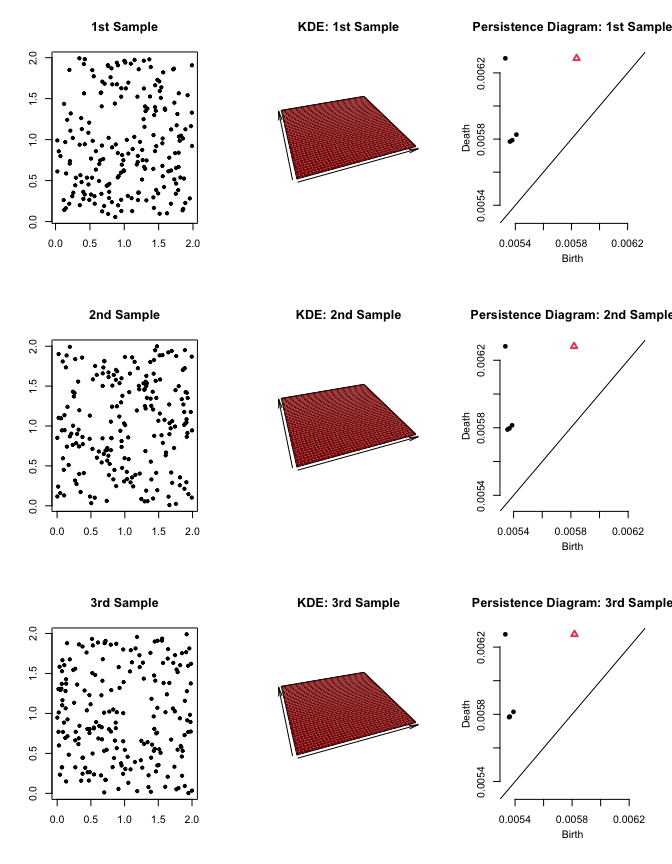 1st Sample
KDE: 1st Sample
Persistence Diagram: 1st Sample
2.0
1.5
1.0
0.5
0.0
0.0 0.5 1.0 1.5 2.0
Death
0.0062
0.0058
0.0054
0.0054 0.0058 0.0062
Birth
2nd Sample
KDE: 2nd Sample
Persistence Diagram: 2nd Sample
2.0
1.5
1.0
0.5
0.0
0.0 0.5 1.0 1.5 2.0
Death
0.0062
0.0058
0.0054
0.0054 0.0058 0.0062
Birth
3rd Sample
KDE: 3rd Sample
Persistence Diagram: 3rd Sample
2.0
1.5
1.0
0.5
0.0
0.0 0.5 1.0 1.5 2.0
Death
0.0062
0.0058
0.0054
0.0054 0.0058 0.0062
Birth